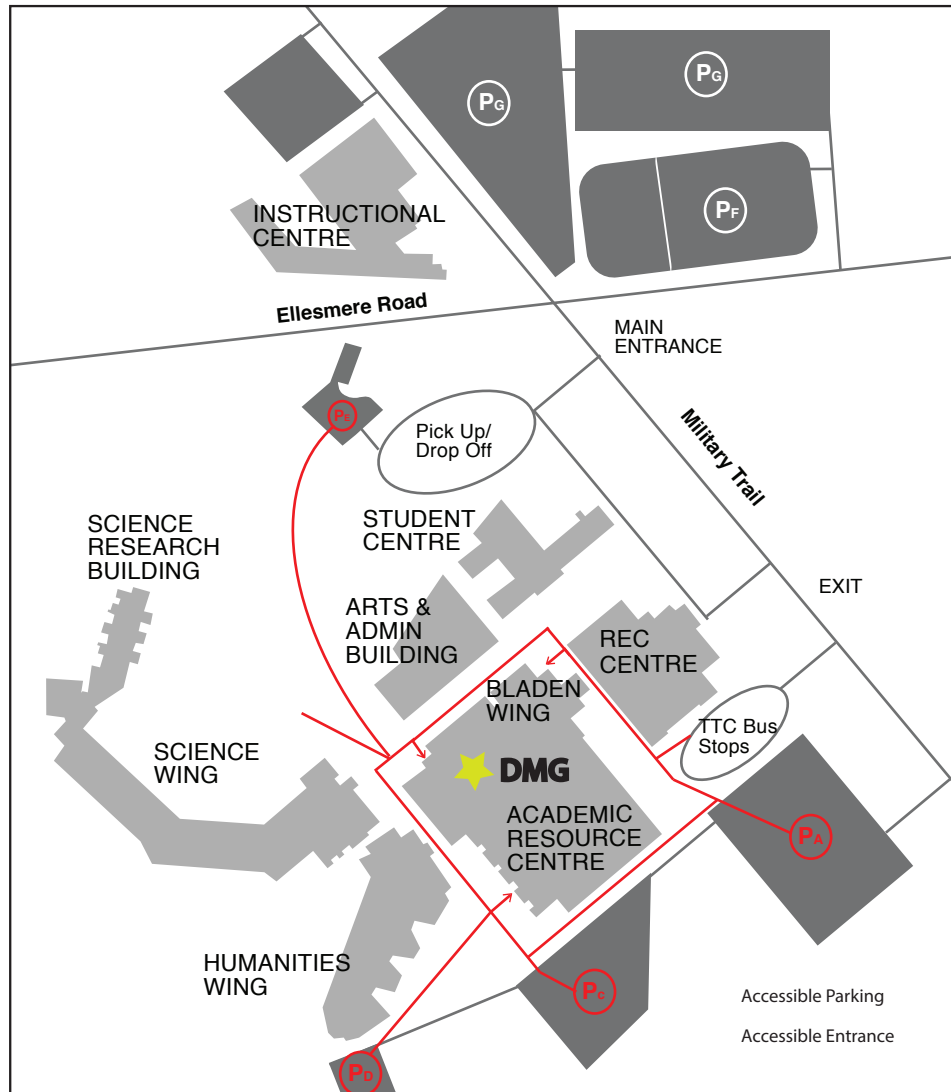 PG
PG
PF
INSTRUCTIONAL
CENTRE
Ellesmere Road
MAIN
ENTRANCE
PE
Pick Up/
Drop Off
Military Trail
STUDENT
CENTRE
SCIENCE
RESEARCH
BUILDING
EXIT
ARTS &
ADMIN
BUILDING
REC
CENTRE
BLADEN
WING
TTC Bus
Stops
SCIENCE
WING
DMG
ACADEMIC
RESOURCE
CENTRE
PA
HUMANITIES
WING
PC
Accessible Parking
Accessible Entrance
PD